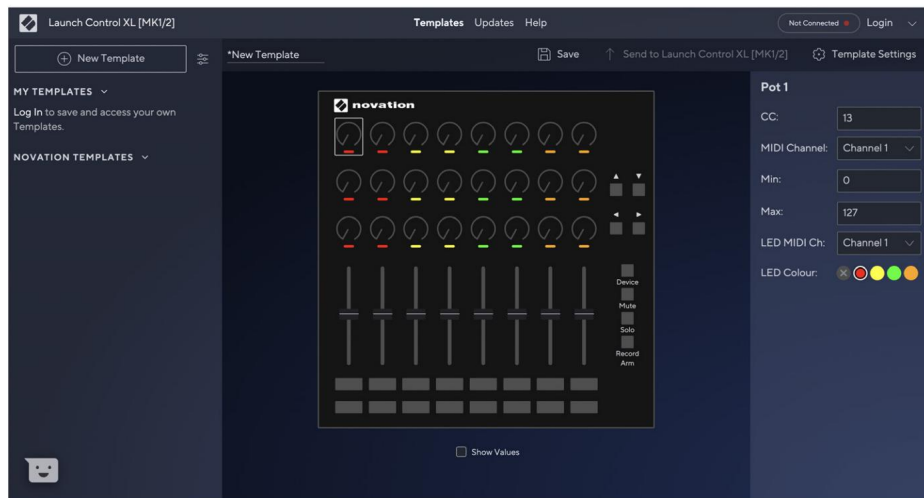 Launch Control XL [MK1/2]
Templates Updates Help
Not Connected
Login
New Template
*New Template
Save
Send to Launch Control XL [MK1/2]
Template Settings
MY TEMPLATES
Log In to save and access your own
Templates.
NOVATION TEMPLATES
novation
Device
Mute
Solo
Record
Arm
Show Values
Pot 1
CC: 13
MIDI Channel: Channel 1
Min: 0
Max: 127
LED MIDI Ch: Channel 1
LED Colour: